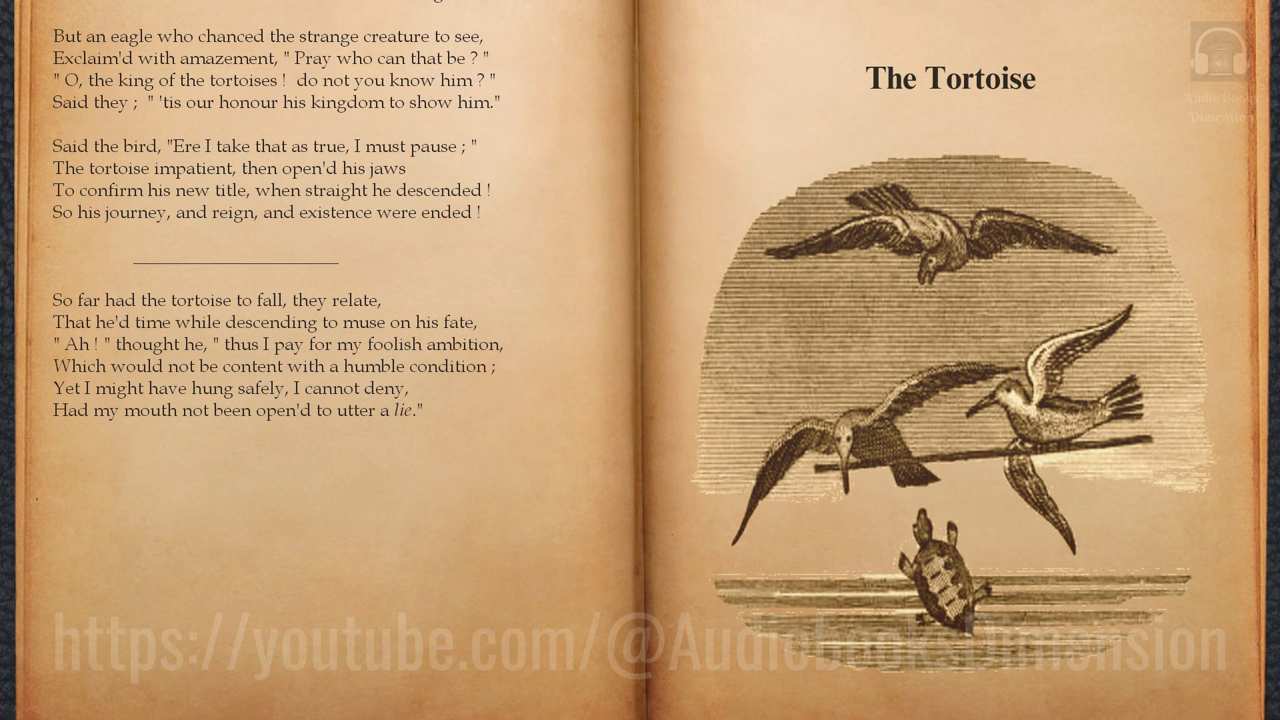 But an eagle who chanced the strange creature to see,
Exclaim'd with amazement, " Pray who can that be ? "
" O, the king of the tortoises !  do not you know him ? "
Said they ;  " 'tis our honour his kingdom to show him."
Said the bird, "Ere I take that as true, I must pause ; "
The tortoise impatient, then open'd his jaws
To confirm his new title, when straight he descended !
So his journey, and reign, and existence were ended !
So far had the tortoise to fall, they relate,
That he'd time while descending to muse on his fate,
" Ah ! " thought he, " thus I pay for my foolish ambition,
Which would not be content with a humble condition ;
Yet I might have hung safely, I cannot deny,
Had my mouth not been open'd to utter a lie."
The Tortoise
Audio Books
Dimension
https://youtube.com/@AudiobooksDimension